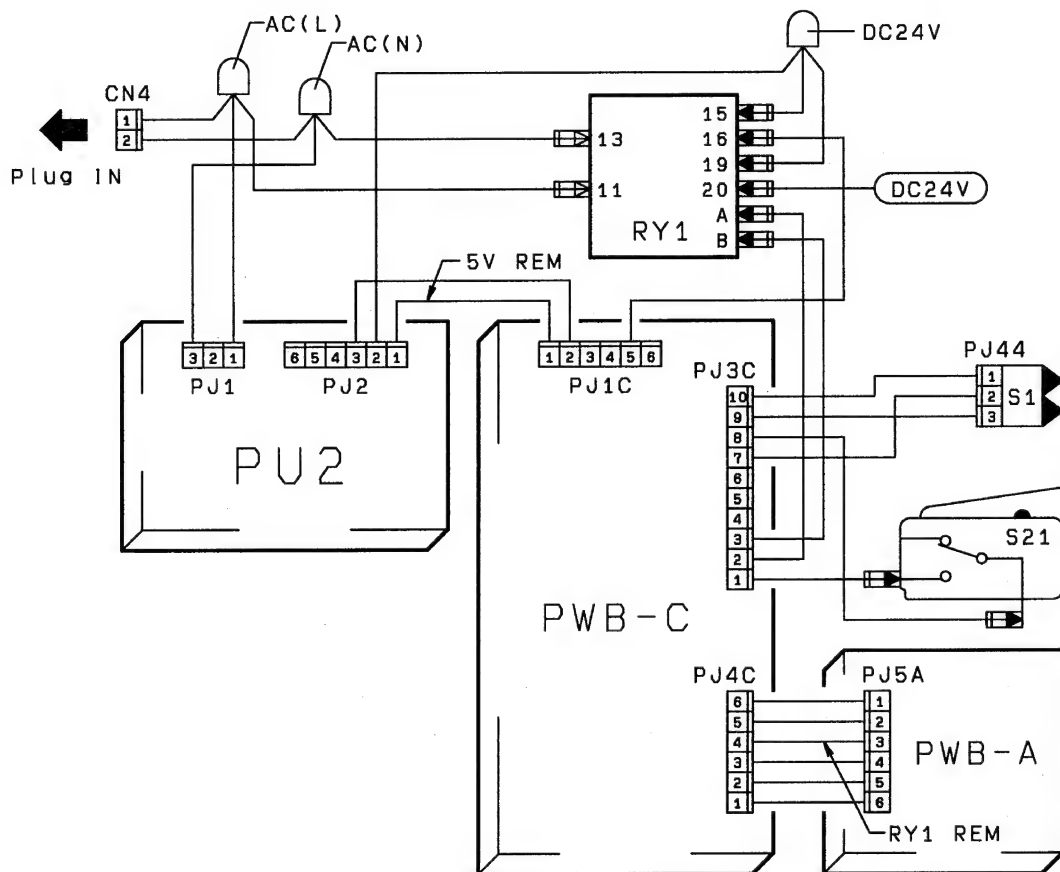 AC(L)
AC(N)
DC24V
CN4
1
2
Plug IN
13
11
15
16
19
20
A
B
RY1
DC24V
5V REM
3 2 1
PJ1
6 5 4 3 2 1
PJ2
PU2
1 2 3 4 5 6
PJ1C
PJ3C
10
9
8
7
6
5
4
3
2
1
PJ44
1
2
3
S1
S21
PWB-C
PJ4C
6
5
4
3
2
1
PJ5A
1
2
3
4
5
6
PWB-A
RY1 REM